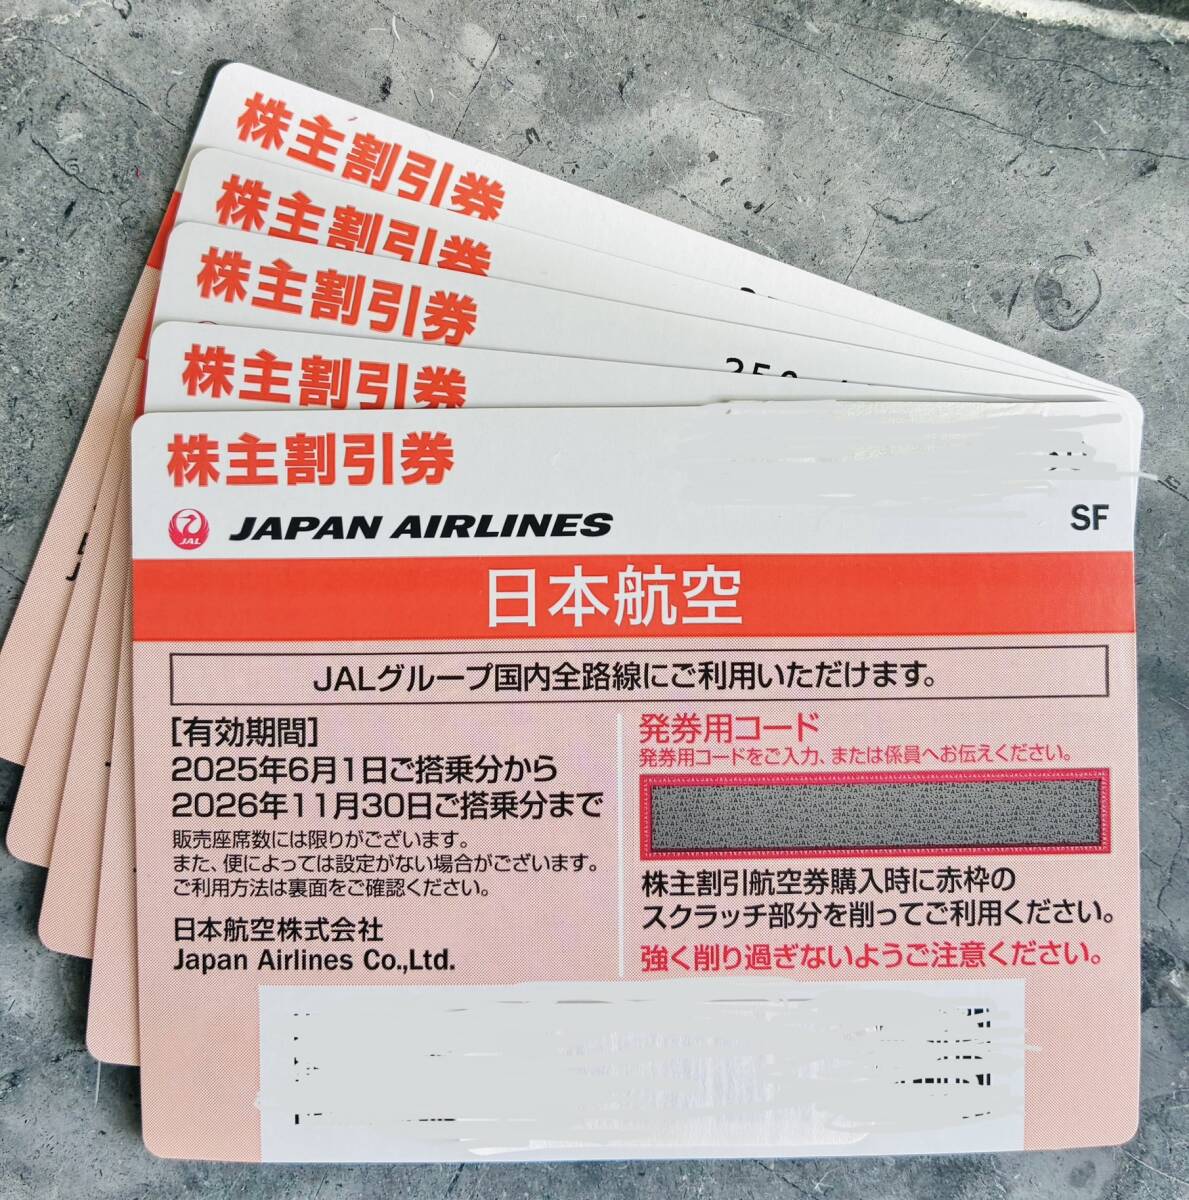 株主割引券
株主割引券
株主割引券
株主割引券
株主割引券
JAL
JAPAN AIRLINES
SF
日本航空
JALグループ国内全路線にご利用いただけます。
[有効期間]
2025年6月1日ご搭乗分から
2026年11月30日ご搭乗分まで
販売座席数には限りがございます。
また、便によっては設定がない場合がございます。
ご利用方法は裏面をご確認ください。
日本航空株式会社
Japan Airlines Co.,Ltd.
発券用コード
発券用コードをご入力、または係員へお伝えください。
株主割引航空券購入時に赤枠の
スクラッチ部分を削ってご利用ください。
強く削り過ぎないようご注意ください。